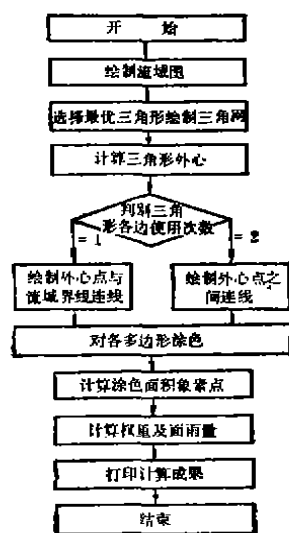 开 始
绘制流域图
选择最优三角形绘制三角网
计算三角形外心
判别三角
形各边使用次数
= 1
= 2
绘制外心点与
流域界线连线
绘制外心点之
间连线
对各多边形涂色
计算涂色面积象素点
计算权重及面雨量
打印计算成果
结束